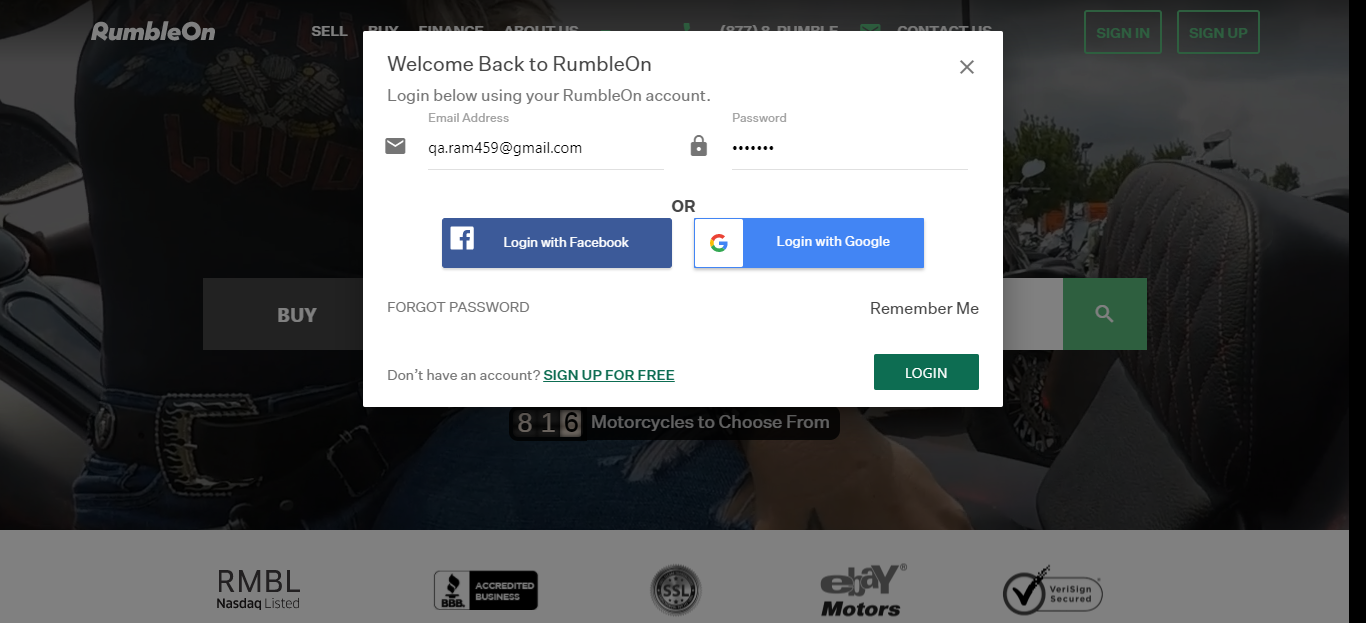 RumbleOn
SELL BUY FINANCE ABOUT US (877) 8-RUMBLE CONTACT US
SIGN IN SIGN UP
Welcome Back to RumbleOn
Login below using your RumbleOn account.
Email Address Password
qa.ram459@gmail.com •••••••
OR
Login with Facebook Login with Google
FORGOT PASSWORD Remember Me
BUY
Don’t have an account? SIGN UP FOR FREE LOGIN
816 Motorcycles to Choose From
RMBL
Nasdaq Listed
BBB.
ACCREDITED
BUSINESS
SSL
ebay®
Motors
VeriSign
Secured